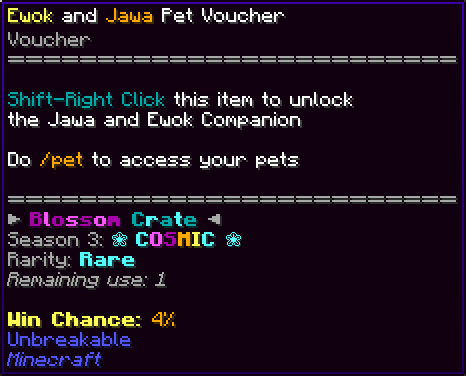 Ewok and Jawa Pet Voucher
Voucher
================================
Shift-Right Click this item to unlock
the Jawa and Ewok Companion
Do /pet to access your pets
================================
► Blossom Crate ◄
Season 3: ❀ COSMIC ❀
Rarity: Rare
Remaining use: 1
Win Chance: 4%
Unbreakable
Minecraft